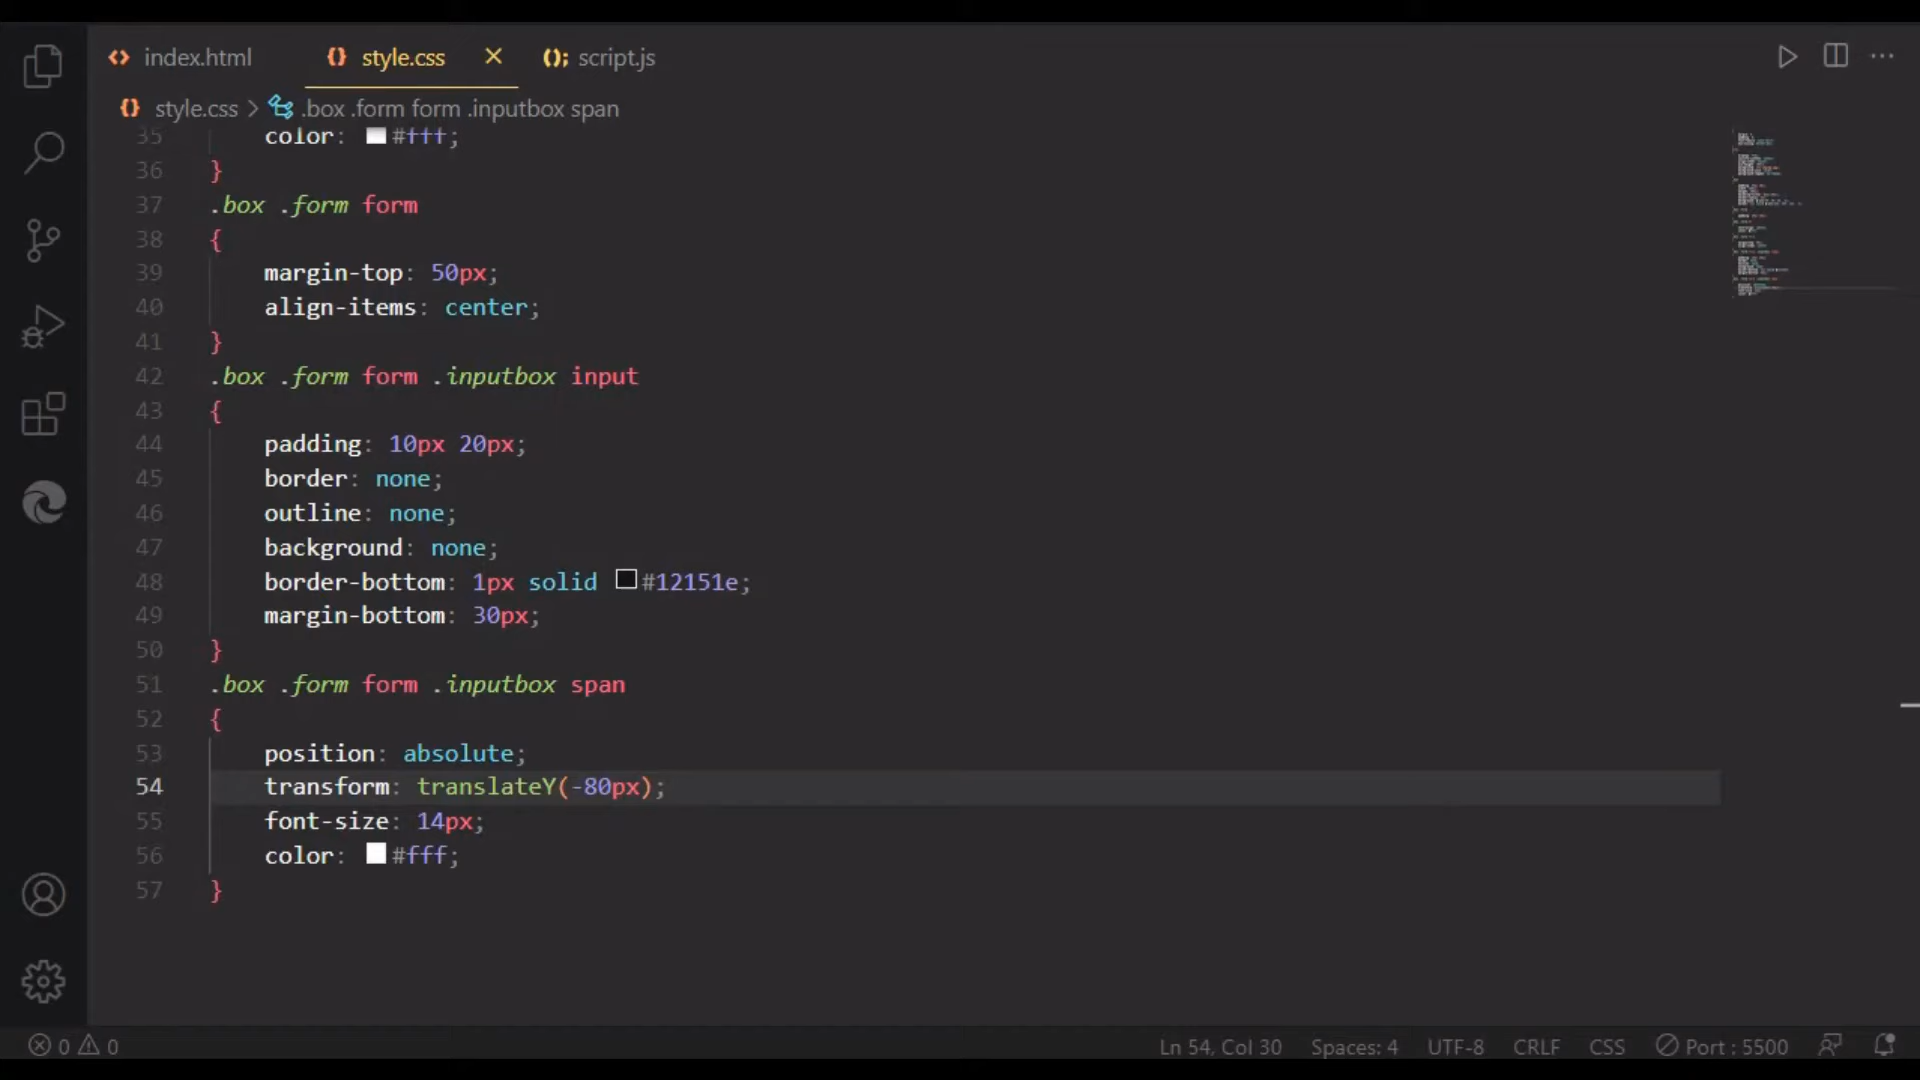 index.html style.css script.js
style.css > .box .form form .inputbox span
35 color: #fff;
36 }
37 .box .form form
38 {
39 margin-top: 50px;
40 align-items: center;
41 }
42 .box .form form .inputbox input
43 {
44 padding: 10px 20px;
45 border: none;
46 outline: none;
47 background: none;
48 border-bottom: 1px solid #12151e;
49 margin-bottom: 30px;
50 }
51 .box .form form .inputbox span
52 {
53 position: absolute;
54 transform: translateY(-80px);
55 font-size: 14px;
56 color: #fff;
57 }
0 0 Ln 54, Col 30 Spaces: 4 UTF-8 CRLF CSS Port : 5500